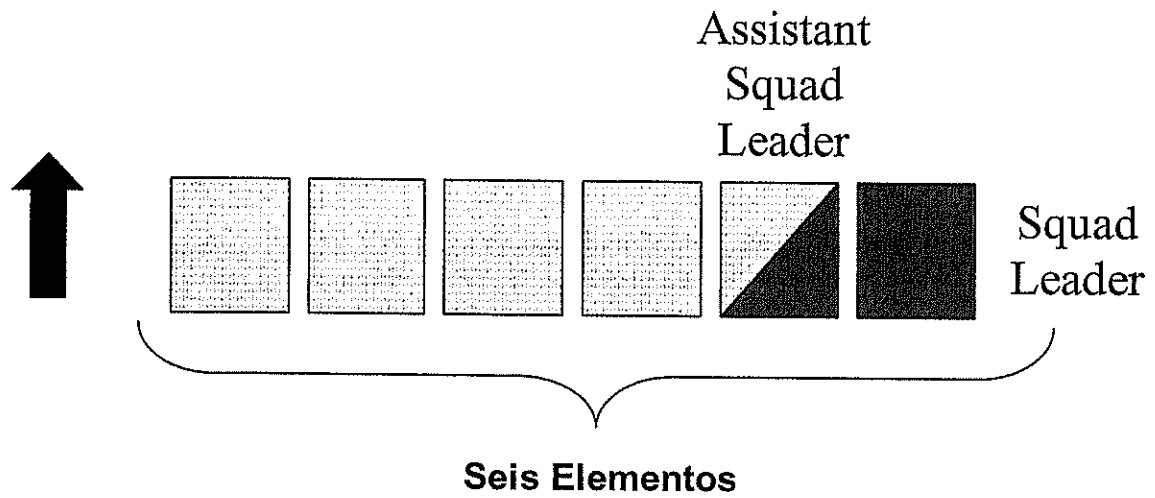 Assistant
Squad
Leader
Squad
Leader
Seis Elementos